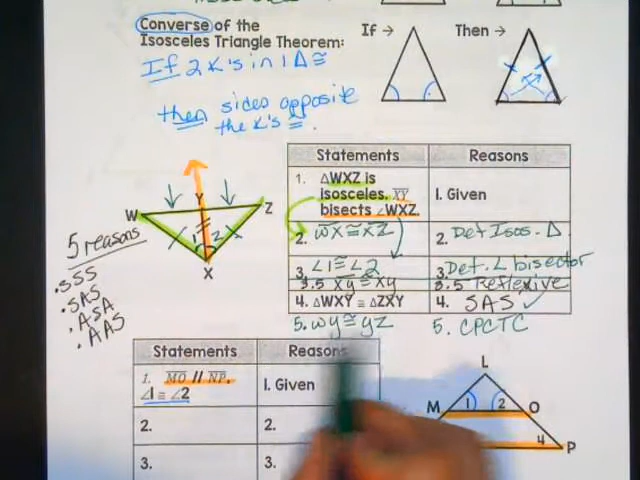 Converse of the
Isosceles Triangle Theorem:
If →
Then →
If 2 ∠'s in 1 Δ ≅
then sides opposite
the ∠'s ≅.
Statements
Reasons
1. △WXZ is
isosceles, XY
bisects ∠WXZ.
1. Given
2. WX ≅ XZ
2. Def Isos. Δ
3. ∠1 ≅ ∠2
3. Def. ∠ bisector
3.5 XY ≅ XY
3.5 Reflexive
4. △WXY ≅ △ZXY
4. SAS ✓
5. WY ≅ YZ
5. CPCTC
W
Y
Z
1
2
X
5 reasons
• SSS
• SAS
• ASA
• AAS
Statements
Reasons
1. MO // NP,
∠1 ≅ ∠2
1. Given
2.
2.
3.
3.
L
M
1
2
O
4
P